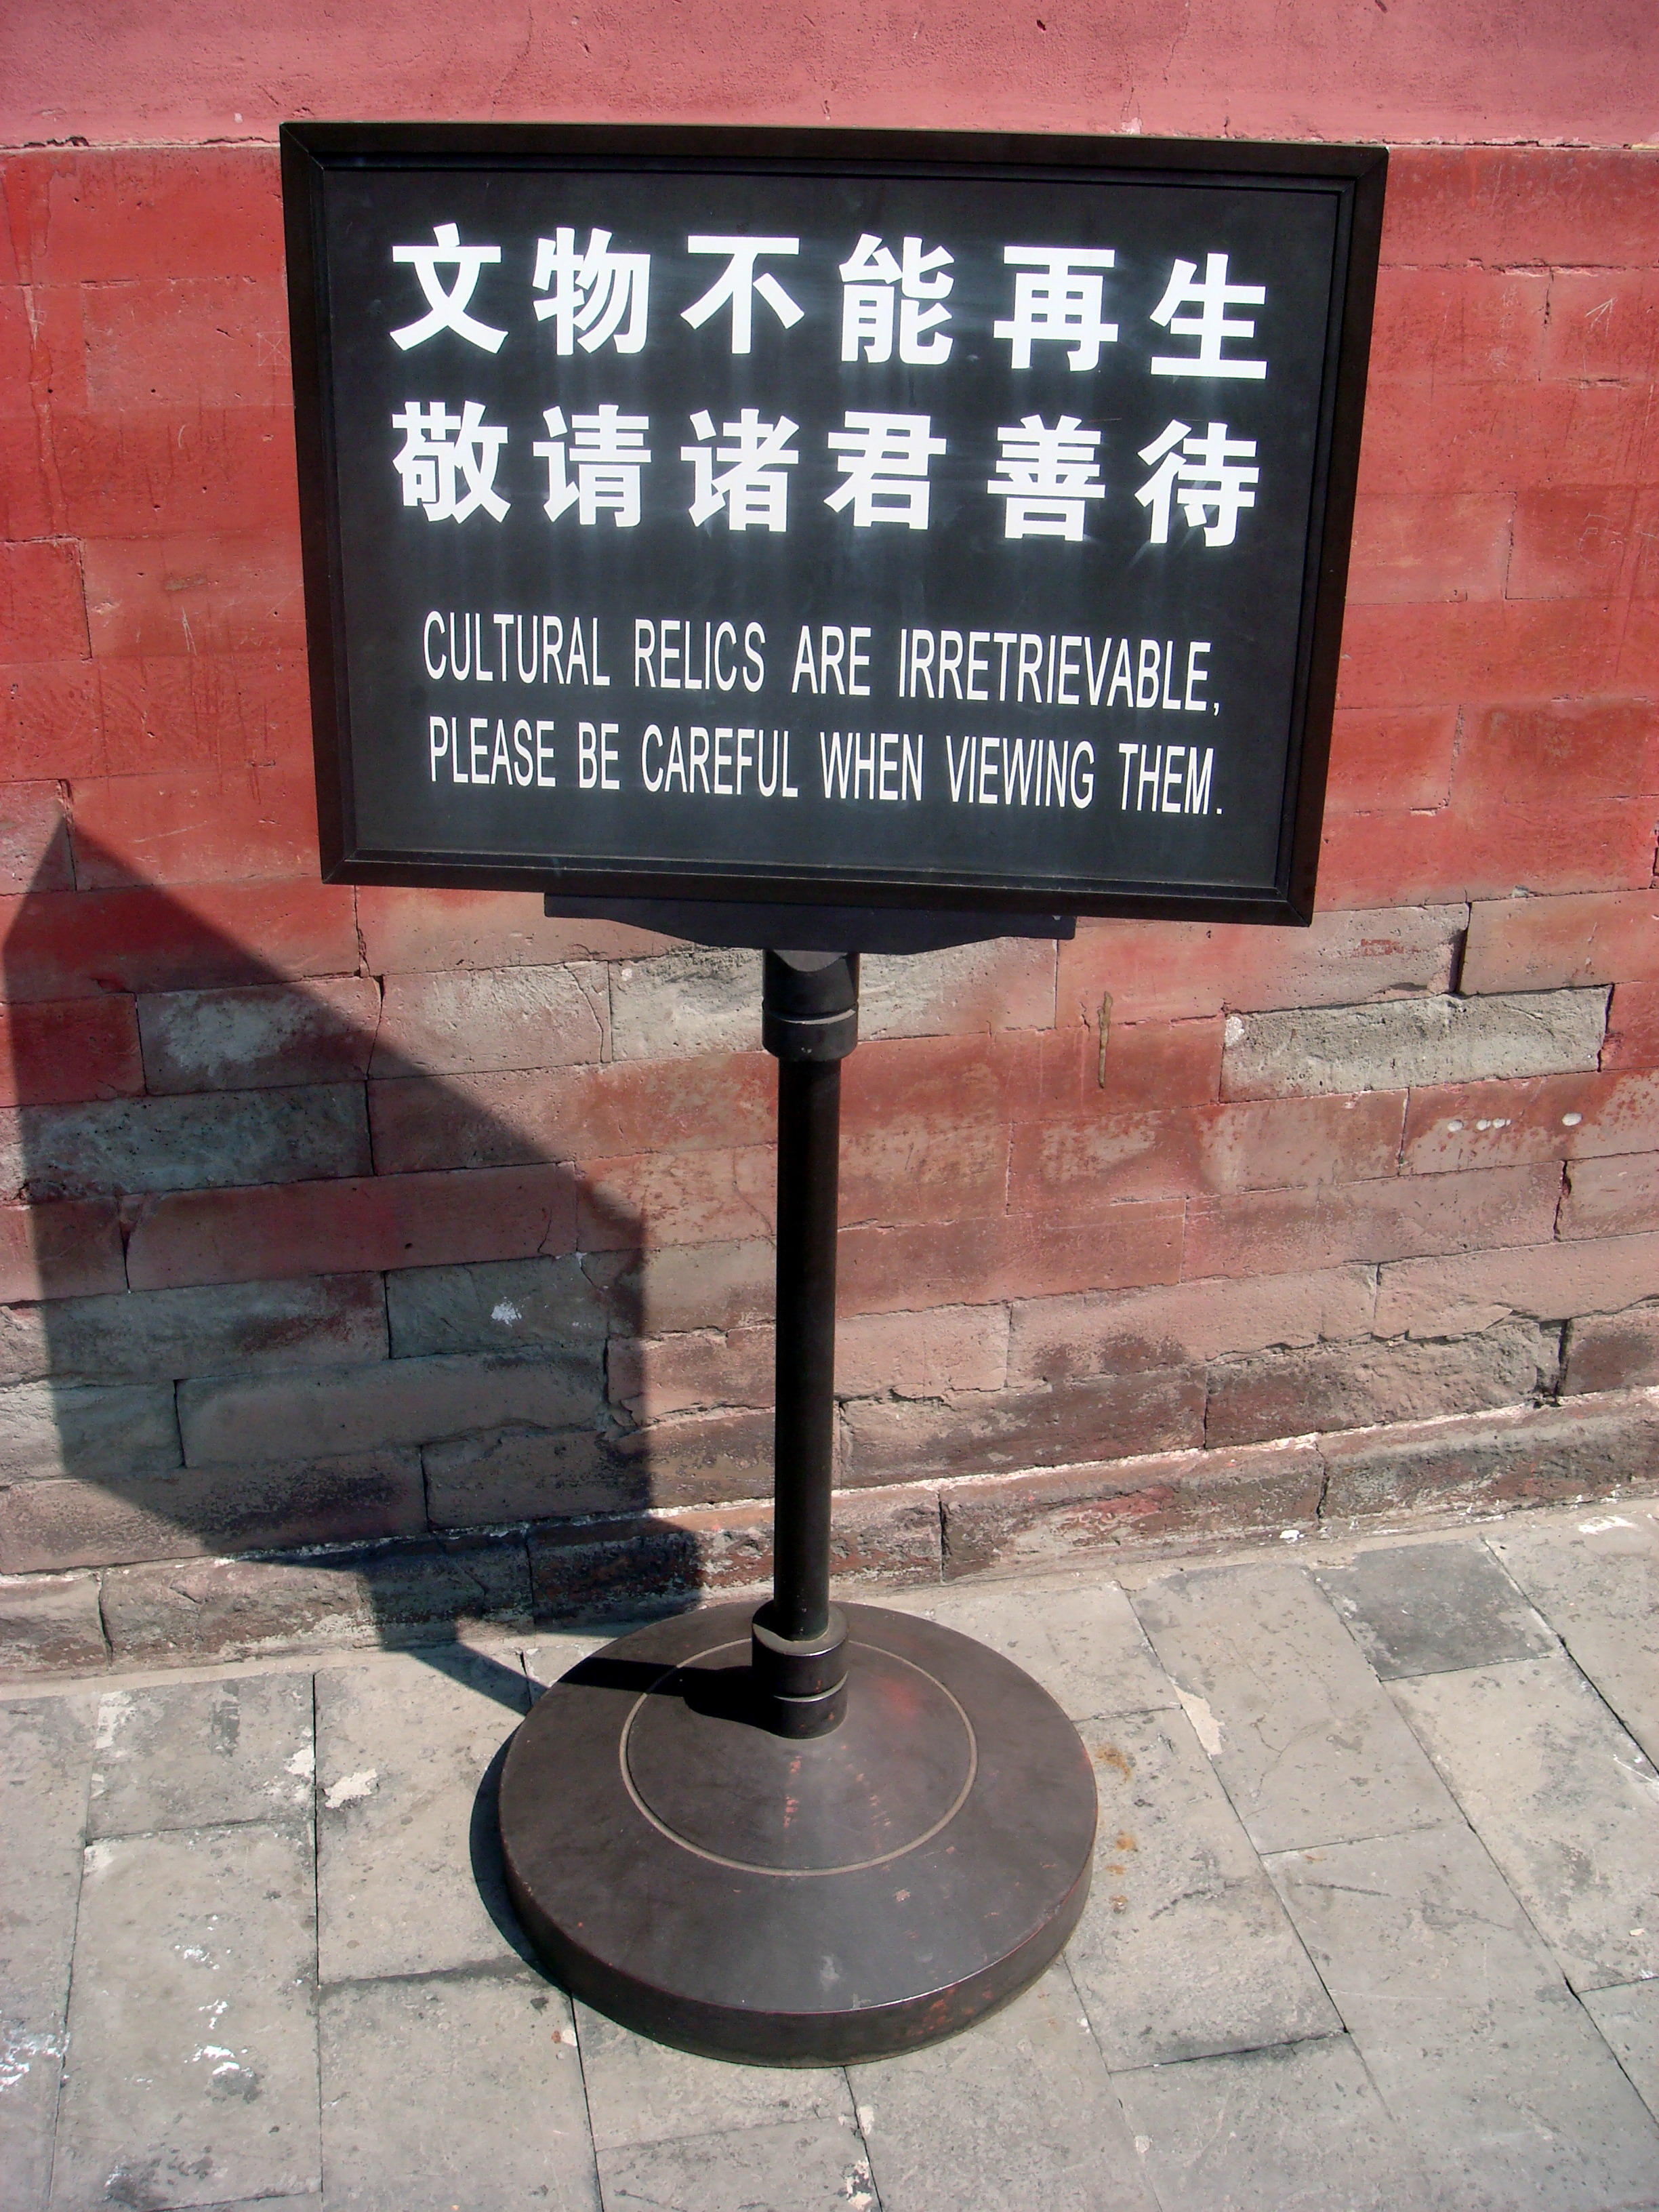 文物不能再生
敬请诸君善待
CULTURAL RELICS ARE IRRETRIEVABLE,
PLEASE BE CAREFUL WHEN VIEWING THEM.